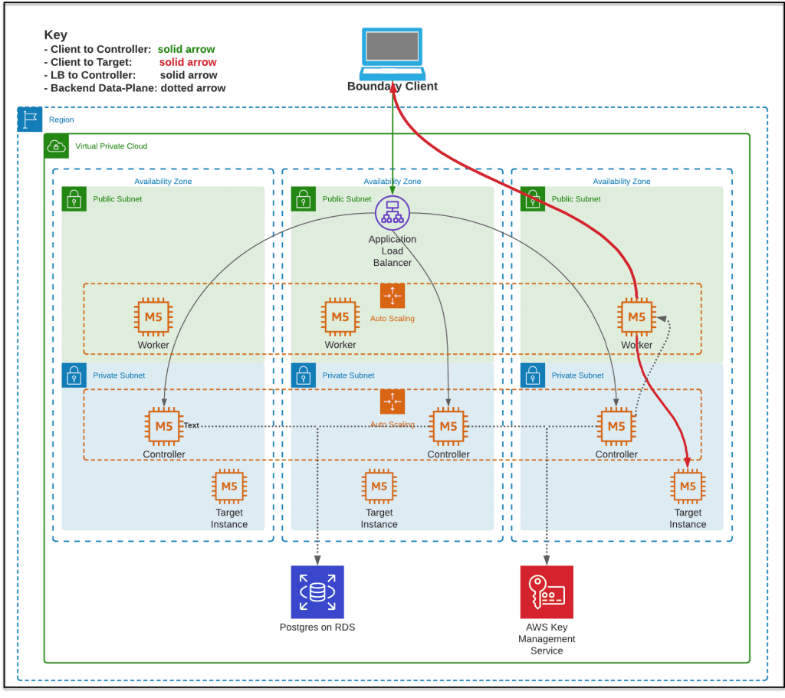 Key
- Client to Controller: solid arrow
- Client to Target: solid arrow
- LB to Controller: solid arrow
- Backend Data-Plane: dotted arrow
Boundary Client
Region
Virtual Private Cloud
Availability Zone
Availability Zone
Availability Zone
Public Subnet
Public Subnet
Public Subnet
Application
Load
Balancer
M5
Worker
M5
Worker
Auto Scaling
M5
Worker
Private Subnet
Private Subnet
Private Subnet
M5
Text
Controller
Auto Scaling
M5
Controller
M5
Controller
M5
Target
Instance
M5
Target
Instance
M5
Target
Instance
Postgres on RDS
AWS Key
Management
Service